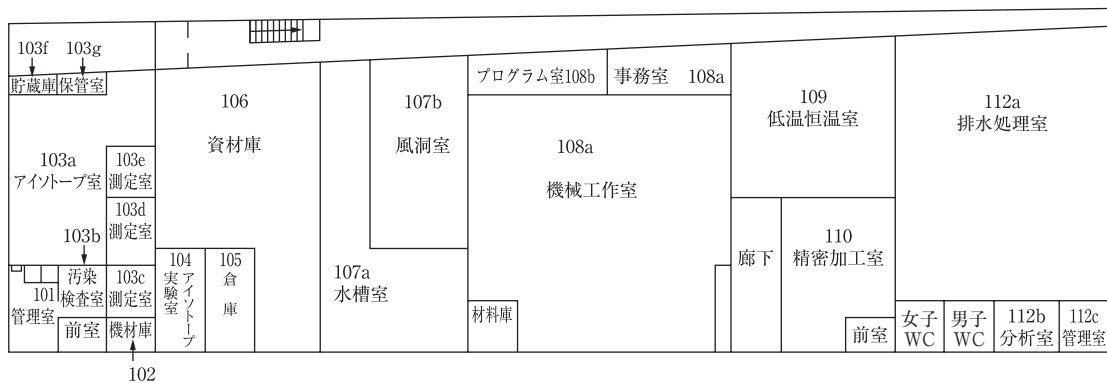 103f
103g
貯蔵庫
保管室
103a
アイソトープ室
103e
測定室
103d
測定室
103b
汚染
検査室
103c
測定室
101
管理室
前室
機材庫
102
106
資材庫
104
アイソトープ
実験室
105
倉庫
107a
水槽室
107b
風洞室
プログラム室108b
事務室 108a
108a
機械工作室
材料庫
109
低温恒温室
廊下
110
精密加工室
前室
112a
排水処理室
女子
WC
男子
WC
112b
分析室
112c
管理室